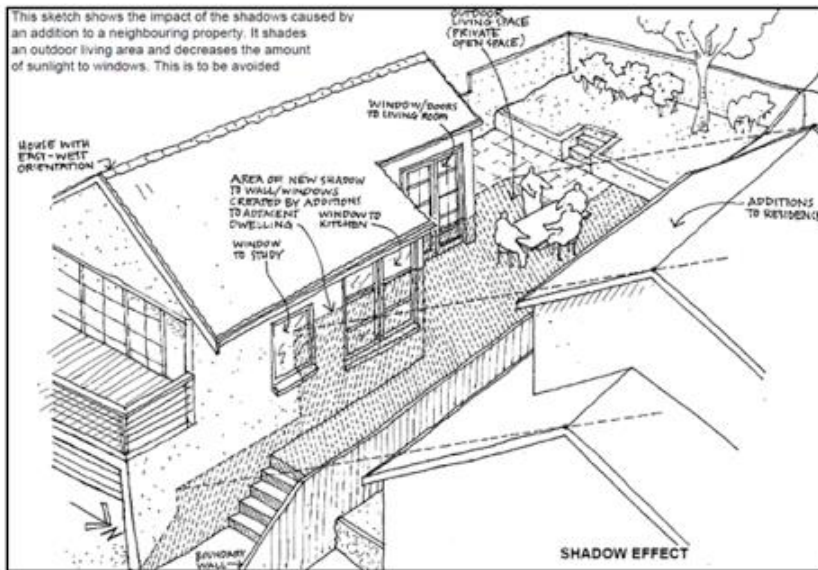 This sketch shows the impact of the shadows caused by
an addition to a neighbouring property. It shades
an outdoor living area and decreases the amount
of sunlight to windows. This is to be avoided
OUTDOOR
LIVING SPACE
(PRIVATE
OPEN SPACE)
WINDOW/DOORS
TO LIVING ROOM
HOUSE WITH
EAST-WEST
ORIENTATION
AREA OF NEW SHADOW
TO WALL/WINDOWS
CREATED BY ADDITIONS
TO ADJACENT
DWELLING
WINDOW TO
KITCHEN
WINDOW
TO STUDY
ADDITIONS
TO RESIDENCE
BOUNDARY
WALL
SHADOW EFFECT